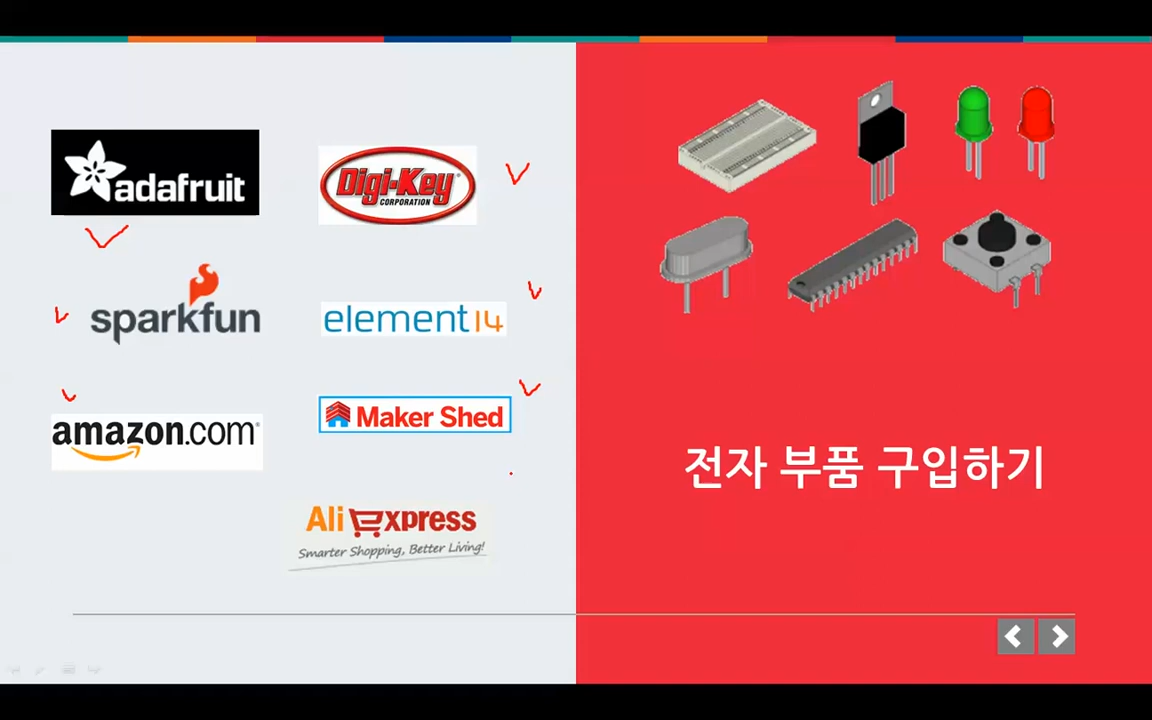 adafruit
Digi-Key
CORPORATION
sparkfun
element14
amazon.com
Maker Shed
AliExpress
Smarter Shopping, Better Living!
전자 부품 구입하기